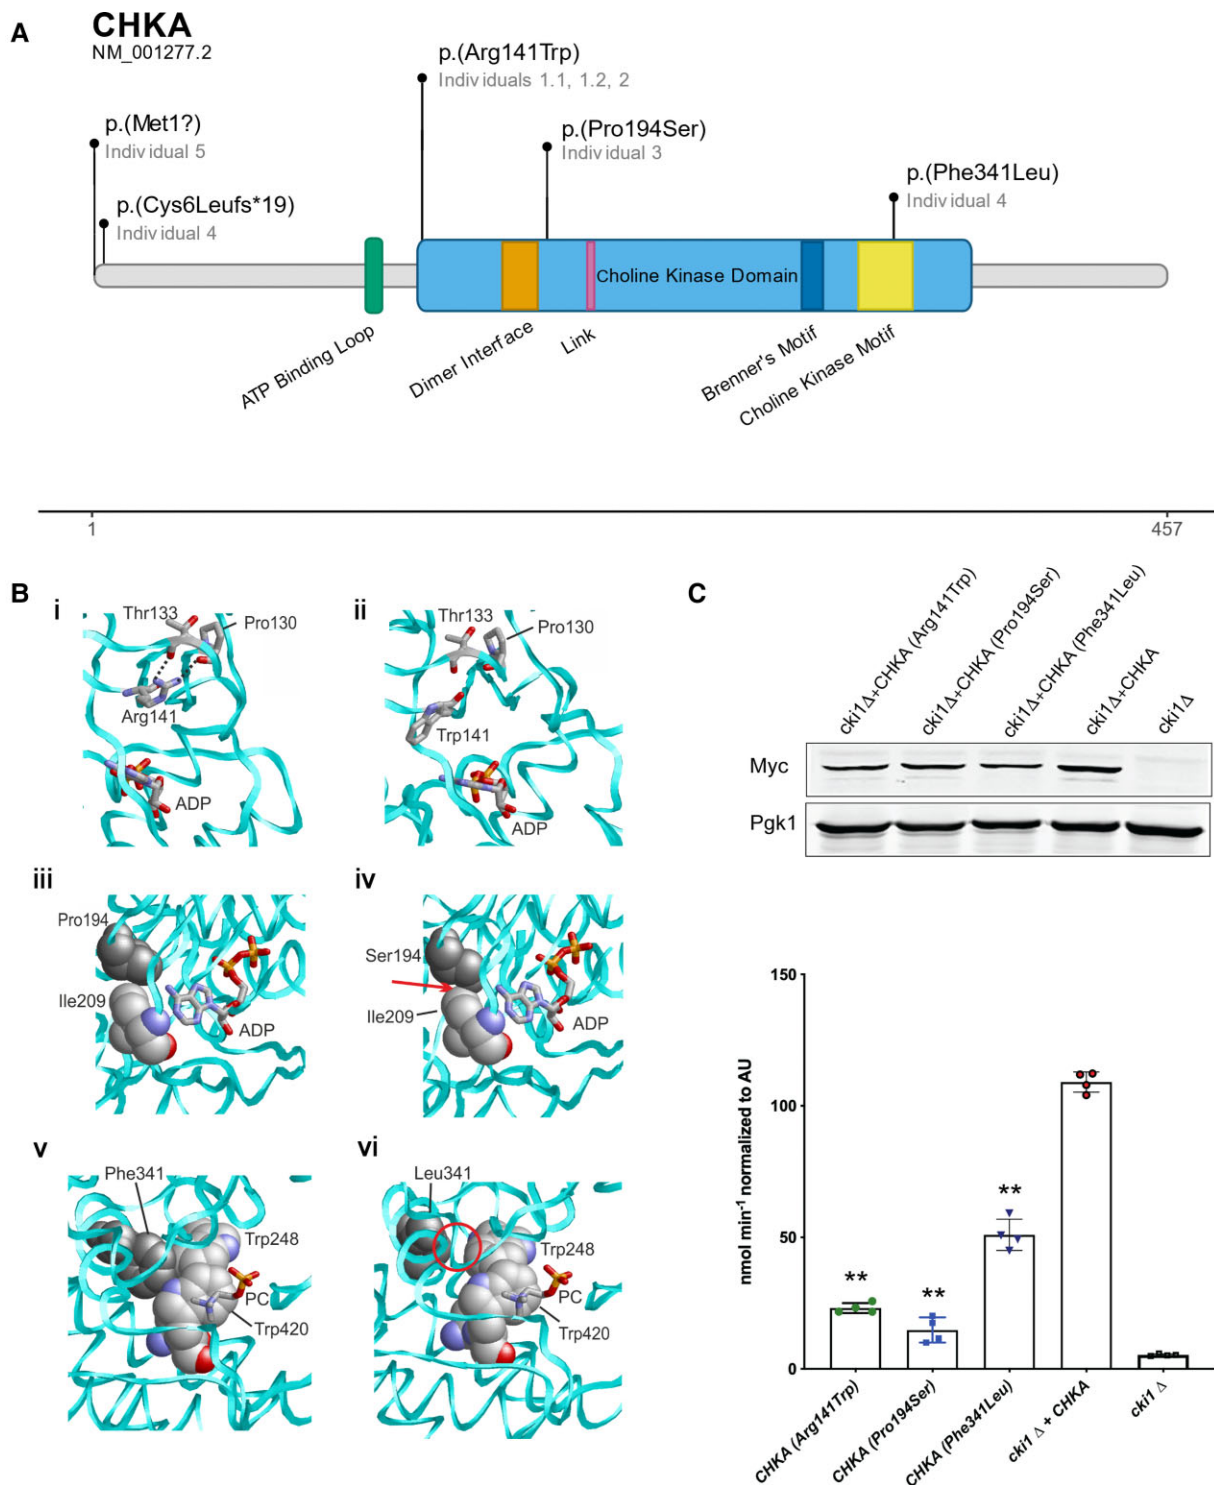 A
CHKA
NM_001277.2
p.(Arg141Trp)
Individuals 1.1, 1.2, 2
p.(Met1?)
Individual 5
p.(Pro194Ser)
Individual 3
p.(Cys6Leufs*19)
Individual 4
p.(Phe341Leu)
Individual 4
Choline Kinase Domain
ATP Binding Loop
Dimer Interface
Link
Brenner's Motif
Choline Kinase Motif
1
457
B
i
Thr133
Pro130
Arg141
ADP
ii
Thr133
Pro130
Trp141
ADP
iii
Pro194
Ile209
ADP
iv
Ser194
Ile209
ADP
v
Phe341
Trp248
PC
Trp420
vi
Leu341
Trp248
PC
Trp420
C
cki1Δ+CHKA (Arg141Trp)
cki1Δ+CHKA (Pro194Ser)
cki1Δ+CHKA (Phe341Leu)
cki1Δ+CHKA
cki1Δ
Myc
Pgk1
nmol min⁻¹ normalized to AU
150
100
50
0
**
**
**
CHKA (Arg141Trp)
CHKA (Pro194Ser)
CHKA (Phe341Leu)
cki1 Δ + CHKA
cki1 Δ